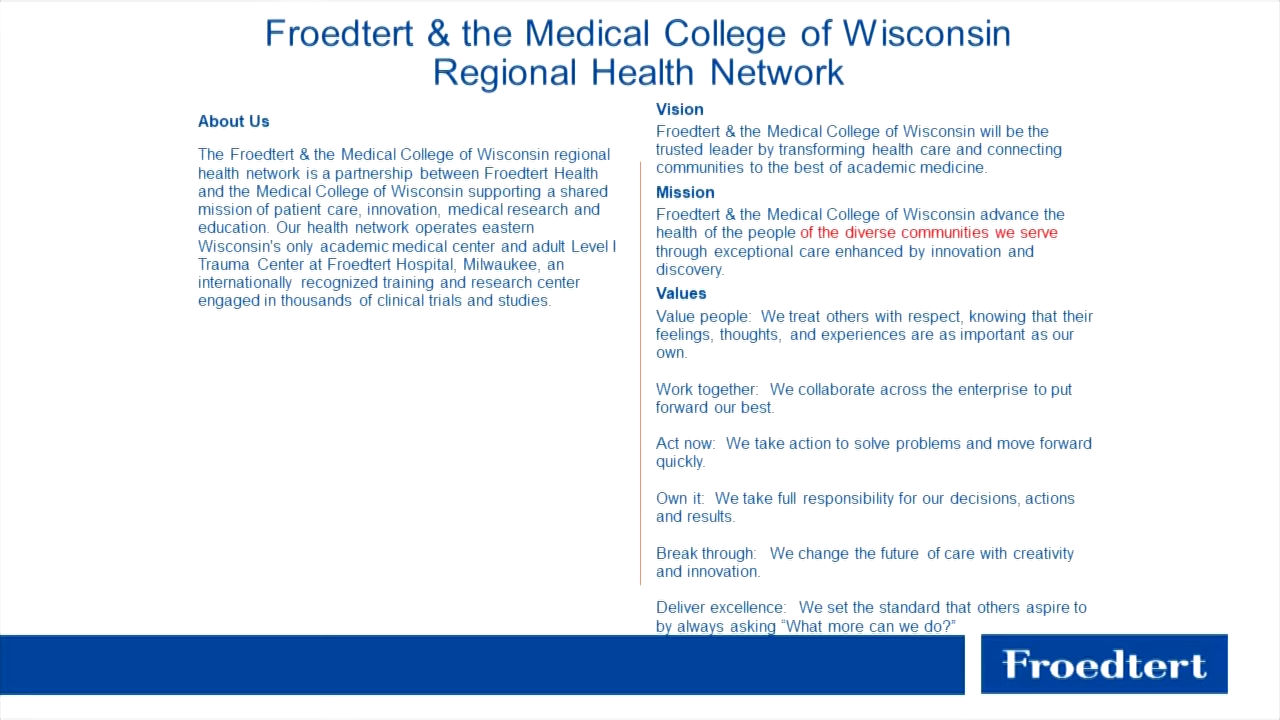 Froedtert & the Medical College of Wisconsin
Regional Health Network
About Us
The Froedtert & the Medical College of Wisconsin regional
health network is a partnership between Froedtert Health
and the Medical College of Wisconsin supporting a shared
mission of patient care, innovation, medical research and
education. Our health network operates eastern
Wisconsin's only academic medical center and adult Level I
Trauma Center at Froedtert Hospital, Milwaukee, an
internationally recognized training and research center
engaged in thousands of clinical trials and studies.
Vision
Froedtert & the Medical College of Wisconsin will be the
trusted leader by transforming health care and connecting
communities to the best of academic medicine.
Mission
Froedtert & the Medical College of Wisconsin advance the
health of the people of the diverse communities we serve
through exceptional care enhanced by innovation and
discovery.
Values
Value people: We treat others with respect, knowing that their
feelings, thoughts, and experiences are as important as our
own.
Work together: We collaborate across the enterprise to put
forward our best.
Act now: We take action to solve problems and move forward
quickly.
Own it: We take full responsibility for our decisions, actions
and results.
Break through: We change the future of care with creativity
and innovation.
Deliver excellence: We set the standard that others aspire to
by always asking “What more can we do?”
Froedtert